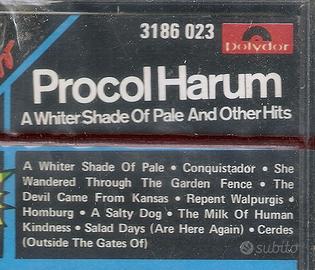 3186 023
Polydor
Procol Harum
A Whiter Shade Of Pale And Other Hits
A Whiter Shade Of Pale • Conquistador • She
Wandered Through The Garden Fence • The
Devil Came From Kansas • Repent Walpurgis •
Homburg • A Salty Dog • The Milk Of Human
Kindness • Salad Days (Are Here Again) • Cerdes
(Outside The Gates Of)
subito